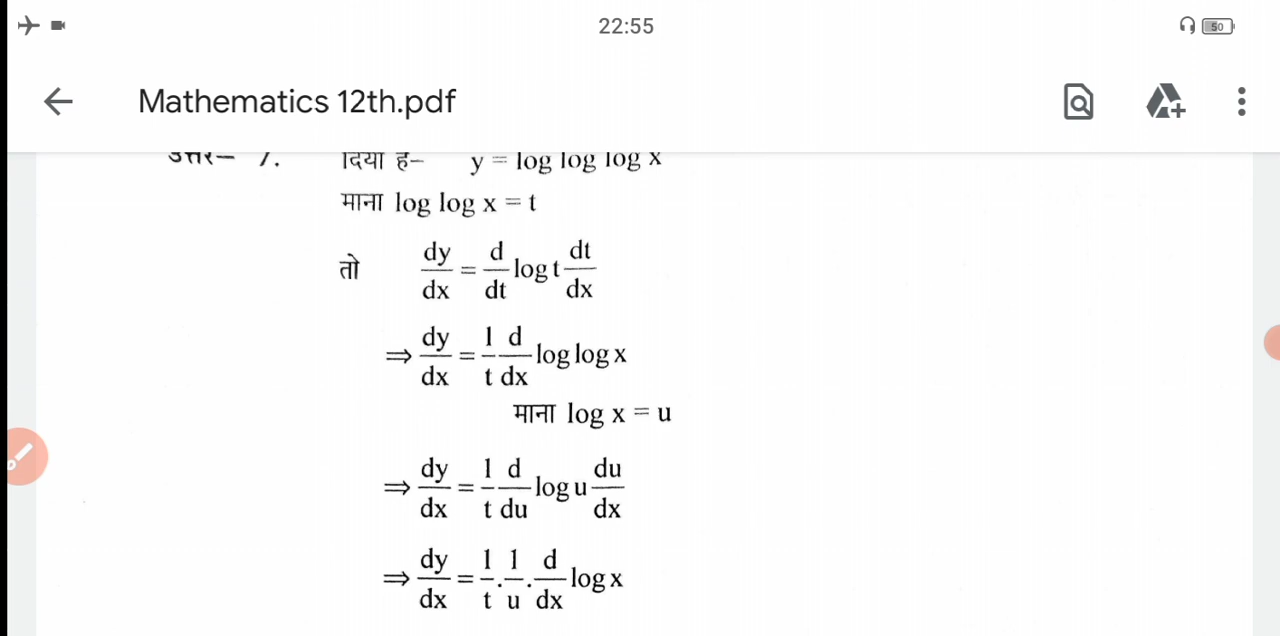 22:55
50
Mathematics 12th.pdf
उत्तर– 7. दिया है– y = log log log x
माना log log x = t
तो dy/dx = d/dt log t dt/dx
⇒ dy/dx = 1/t d/dx log log x
माना log x = u
⇒ dy/dx = 1/t d/du log u du/dx
⇒ dy/dx = 1/t . 1/u . d/dx log x